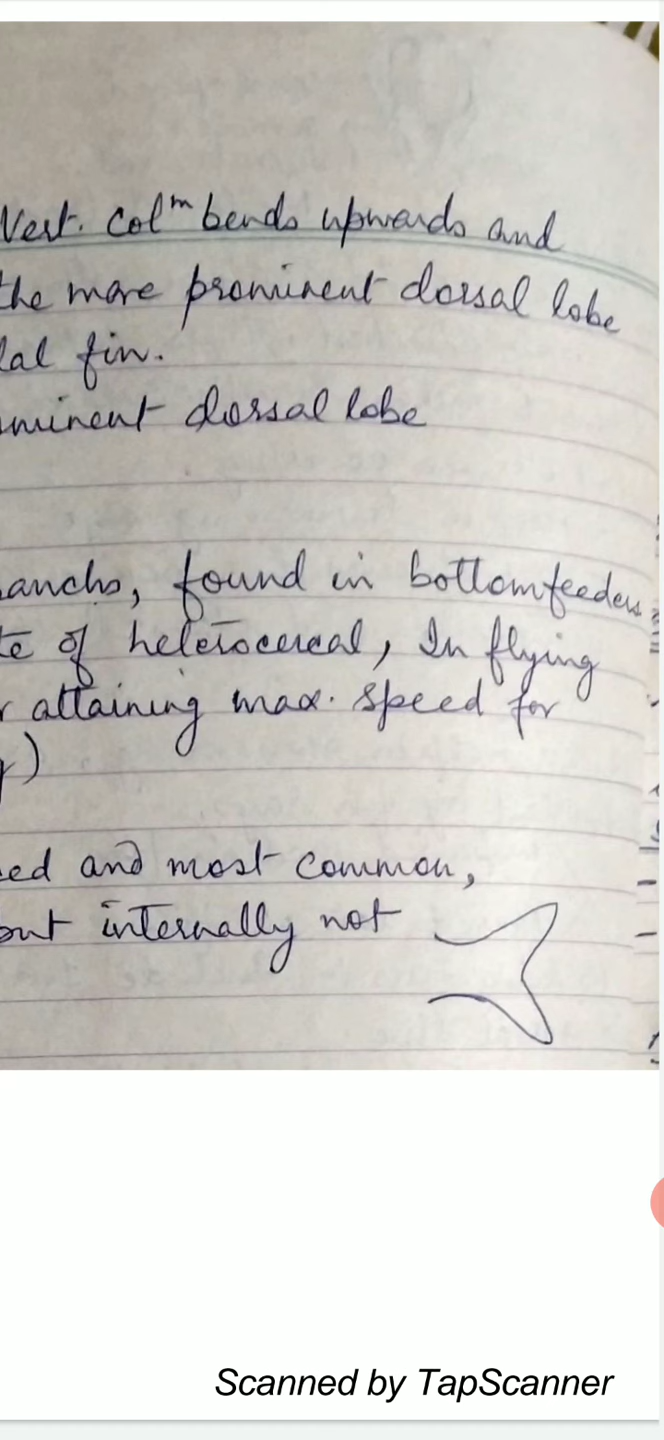 Vert. colᵐ bends upwards and
the more prominent dorsal lobe
dal fin.
ominent dorsal lobe
anchs, found in bottomfeeders
te of heterocercal, In flying
r attaining max. speed for
y)
ed and most common,
out internally not
Scanned by TapScanner